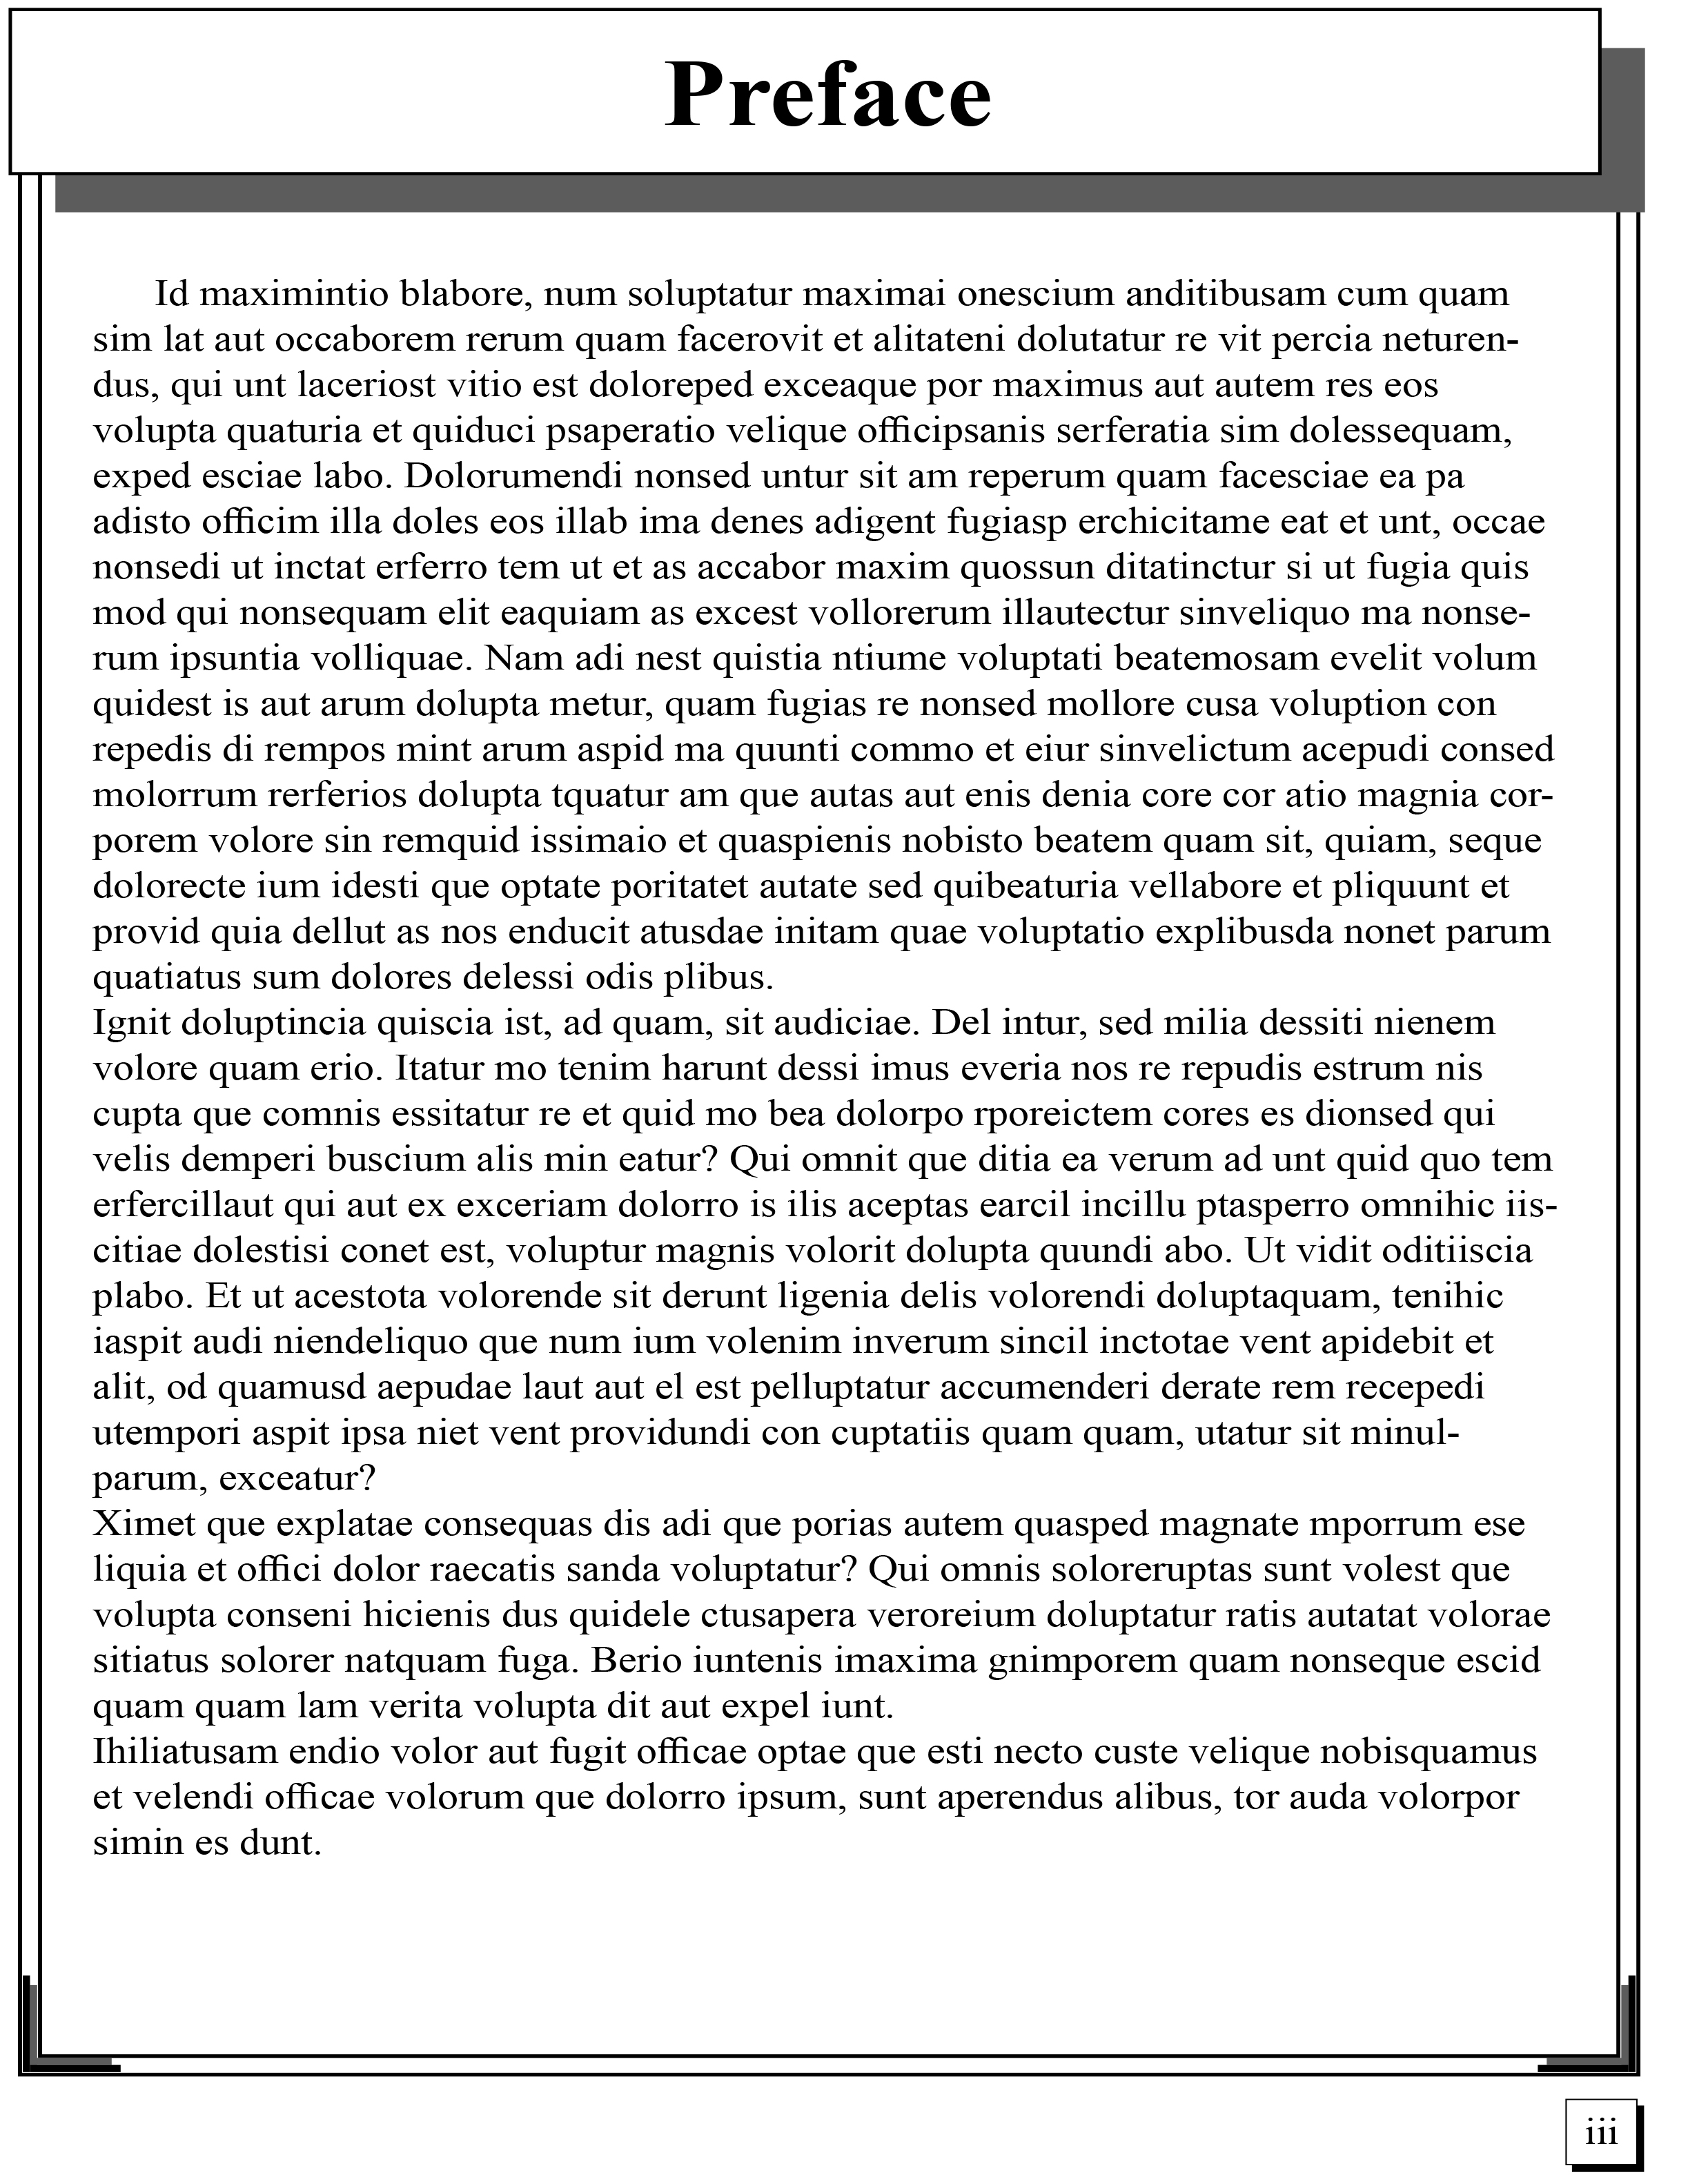 Preface
Id maximintio blabore, num soluptatur maximai onescium anditibusam cum quam
sim lat aut occaborem rerum quam facerovit et alitateni dolutatur re vit percia neturen-
dus, qui unt laceriost vitio est doloreped exceaque por maximus aut autem res eos
volupta quaturia et quiduci psaperatio velique officipsanis serferatia sim dolessequam,
exped esciae labo. Dolorumendi nonsed untur sit am reperum quam facesciae ea pa
adisto officim illa doles eos illab ima denes adigent fugiasp erchicitame eat et unt, occae
nonsedi ut inctat erferro tem ut et as accabor maxim quossun ditatinctur si ut fugia quis
mod qui nonsequam elit eaquiam as excest vollorerum illautectur sinveliquo ma nonse-
rum ipsuntia volliquae. Nam adi nest quistia ntiume voluptati beatemosam evelit volum
quidest is aut arum dolupta metur, quam fugias re nonsed mollore cusa voluption con
repedis di rempos mint arum aspid ma quunti commo et eiur sinvelictum acepudi consed
molorrum rerferios dolupta tquatur am que autas aut enis denia core cor atio magnia cor-
porem volore sin remquid issimaio et quaspienis nobisto beatem quam sit, quiam, seque
dolorecte ium idesti que optate poritatet autate sed quibeaturia vellabore et pliquunt et
provid quia dellut as nos enducit atusdae initam quae voluptatio explibusda nonet parum
quatiatus sum dolores delessi odis plibus.
Ignit doluptincia quiscia ist, ad quam, sit audiciae. Del intur, sed milia dessiti nienem
volore quam erio. Itatur mo tenim harunt dessi imus everia nos re repudis estrum nis
cupta que comnis essitatur re et quid mo bea dolorpo rporeictem cores es dionsed qui
velis demperi buscium alis min eatur? Qui omnit que ditia ea verum ad unt quid quo tem
erfercillaut qui aut ex exceriam dolorro is ilis aceptas earcil incillu ptasperro omnihic iis-
citiae dolestisi conet est, voluptur magnis volorit dolupta quundi abo. Ut vidit oditiiscia
plabo. Et ut acestota volorende sit derunt ligenia delis volorendi doluptaquam, tenihic
iaspit audi niendeliquo que num ium volenim inverum sincil inctotae vent apidebit et
alit, od quamusd aepudae laut aut el est pelluptatur accumenderi derate rem recepedi
utempori aspit ipsa niet vent providundi con cuptatiis quam quam, utatur sit minul-
parum, exceatur?
Ximet que explatae consequas dis adi que porias autem quasped magnate mporrum ese
liquia et offici dolor raecatis sanda voluptatur? Qui omnis soloreruptas sunt volest que
volupta conseni hicienis dus quidele ctusapera veroreium doluptatur ratis autatat volorae
sitiatus solorer natquam fuga. Berio iuntenis imaxima gnimporem quam nonseque escid
quam quam lam verita volupta dit aut expel iunt.
Ihiliatusam endio volor aut fugit officae optae que esti necto custe velique nobisquamus
et velendi officae volorum que dolorro ipsum, sunt aperendus alibus, tor auda volorpor
simin es dunt.
iii